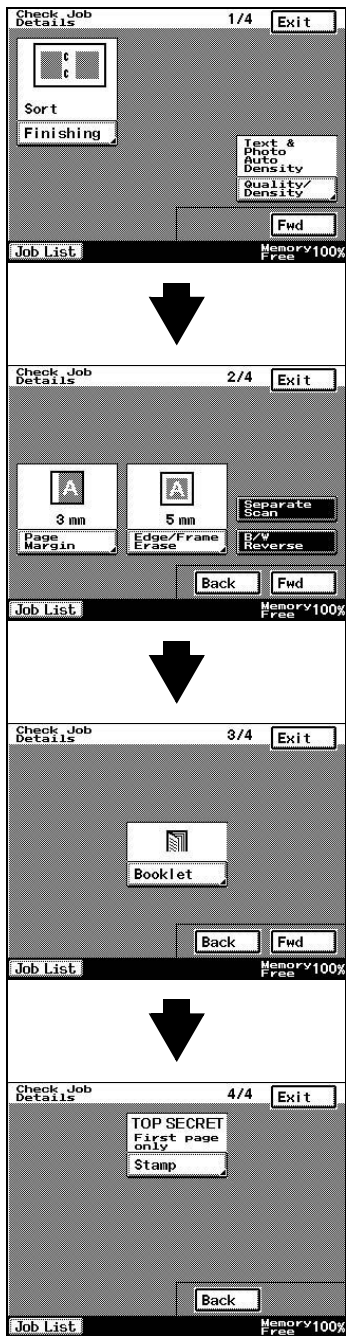 Check Job
Details
1/4
Exit
c
c
Sort
Finishing
Text &
Photo
Auto
Density
Quality/
Density
Fwd
Job List
Memory
Free
100%
Check Job
Details
2/4
Exit
A
3 mm
Page
Margin
A
5 mm
Edge/Frame
Erase
Separate
Scan
B/W
Reverse
Back
Fwd
Job List
Memory
Free
100%
Check Job
Details
3/4
Exit
Booklet
Back
Fwd
Job List
Memory
Free
100%
Check Job
Details
4/4
Exit
TOP SECRET
First page
only
Stamp
Back
Job List
Memory
Free
100%